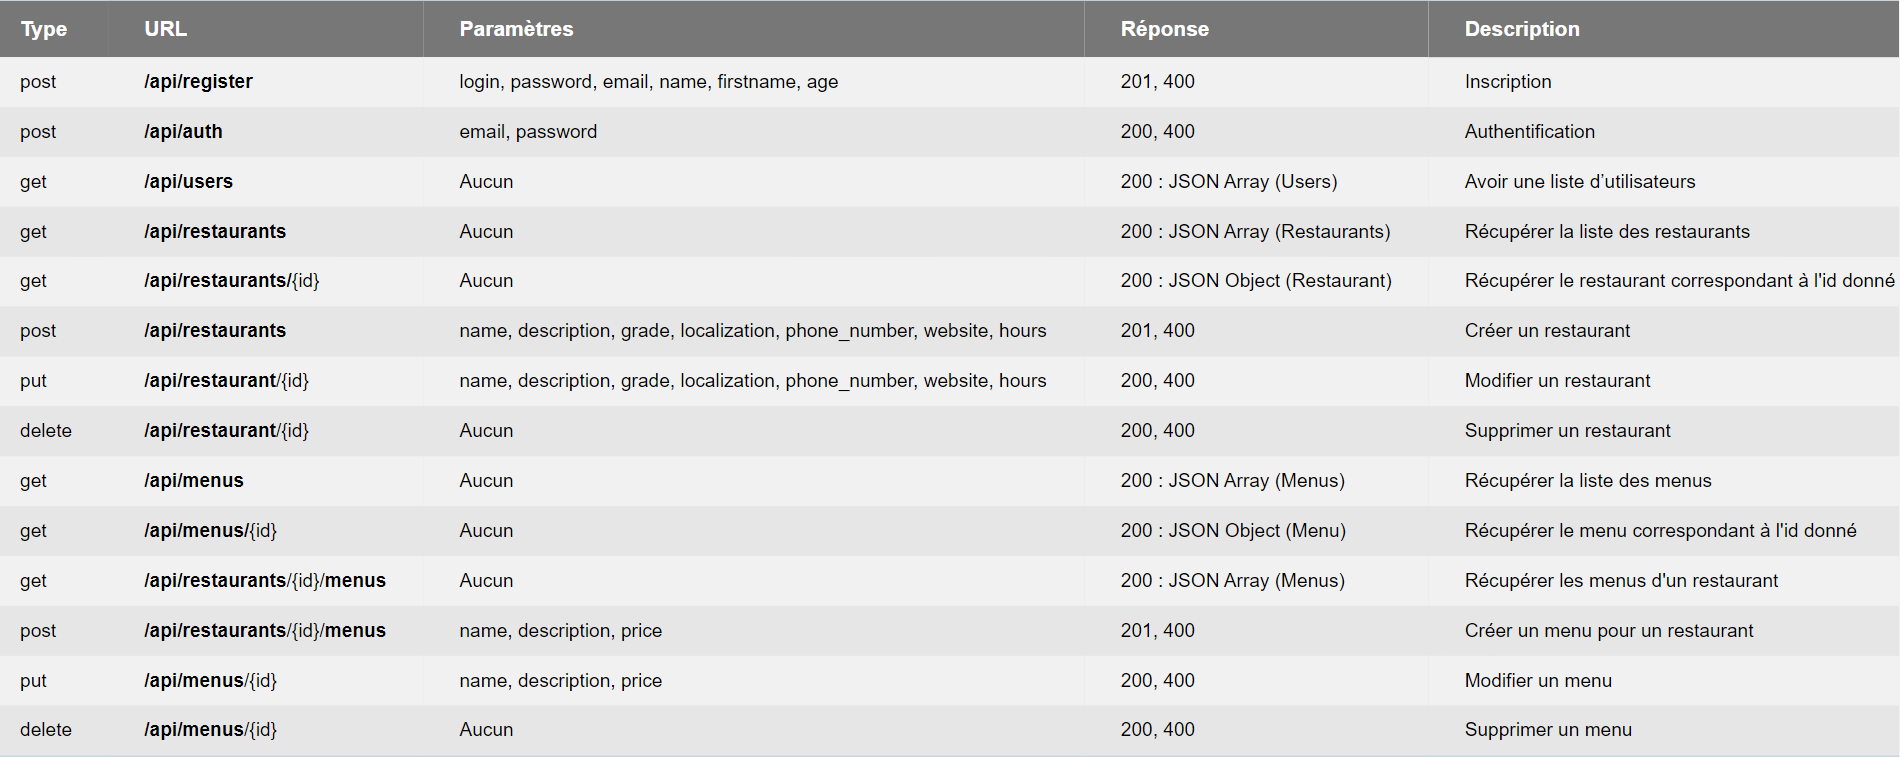 Type URL Paramètres Réponse Description
post /api/register login, password, email, name, firstname, age 201, 400 Inscription
post /api/auth email, password 200, 400 Authentification
get /api/users Aucun 200 : JSON Array (Users) Avoir une liste d’utilisateurs
get /api/restaurants Aucun 200 : JSON Array (Restaurants) Récupérer la liste des restaurants
get /api/restaurants/{id} Aucun 200 : JSON Object (Restaurant) Récupérer le restaurant correspondant à l'id donné
post /api/restaurants name, description, grade, localization, phone_number, website, hours 201, 400 Créer un restaurant
put /api/restaurant/{id} name, description, grade, localization, phone_number, website, hours 200, 400 Modifier un restaurant
delete /api/restaurant/{id} Aucun 200, 400 Supprimer un restaurant
get /api/menus Aucun 200 : JSON Array (Menus) Récupérer la liste des menus
get /api/menus/{id} Aucun 200 : JSON Object (Menu) Récupérer le menu correspondant à l'id donné
get /api/restaurants/{id}/menus Aucun 200 : JSON Array (Menus) Récupérer les menus d'un restaurant
post /api/restaurants/{id}/menus name, description, price 201, 400 Créer un menu pour un restaurant
put /api/menus/{id} name, description, price 200, 400 Modifier un menu
delete /api/menus/{id} Aucun 200, 400 Supprimer un menu